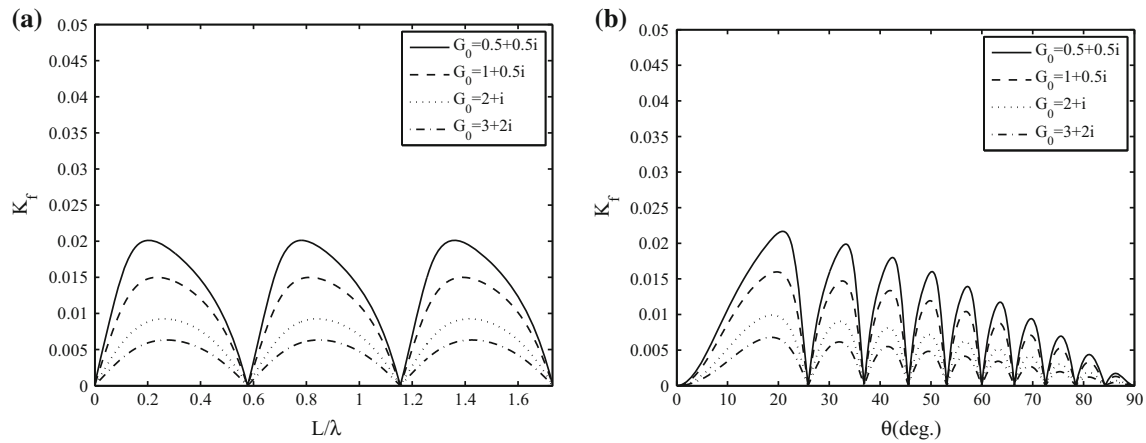 (a)
0.05
0.045
0.04
0.035
0.03
0.025
0.02
0.015
0.01
0.005
0
K_f
0 0.2 0.4 0.6 0.8 1 1.2 1.4 1.6
L/λ
G_0=0.5+0.5i
G_0=1+0.5i
G_0=2+i
G_0=3+2i
(b)
0.05
0.045
0.04
0.035
0.03
0.025
0.02
0.015
0.01
0.005
0
K_f
0 10 20 30 40 50 60 70 80 90
θ(deg.)
G_0=0.5+0.5i
G_0=1+0.5i
G_0=2+i
G_0=3+2i